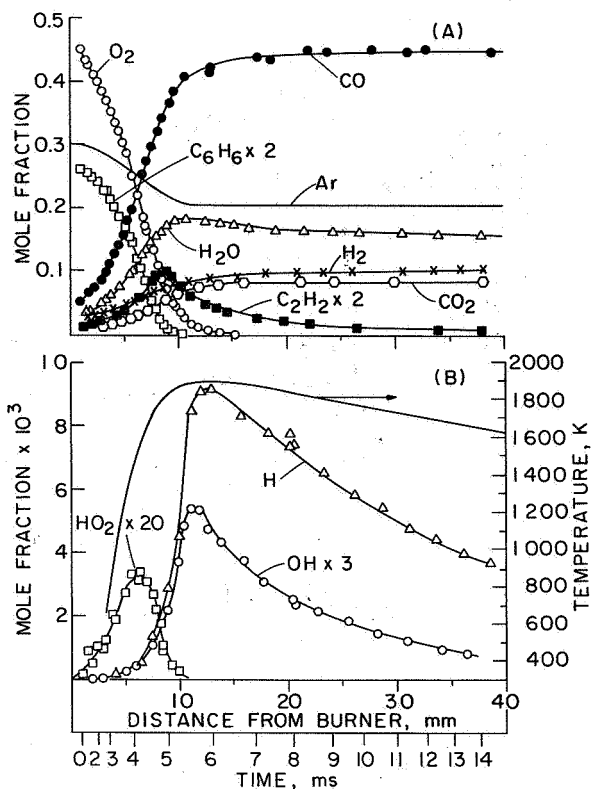 (A)
0.5
0.4
0.3
0.2
0.1
MOLE FRACTION
O₂
CO
C₆H₆ x 2
Ar
H₂O
H₂
C₂H₂ x 2
CO₂
(B)
1.0
8
6
4
2
MOLE FRACTION x 10³
2000
1800
1600
1400
1200
1000
800
600
400
TEMPERATURE, K
H
HO₂ x 20
OH x 3
10 20 30 40
DISTANCE FROM BURNER, mm
0 2 3 4 5 6 7 8 9 10 11 12 13 14
TIME, ms